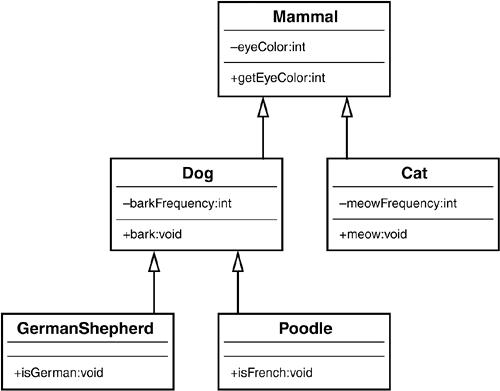 Mammal
–eyeColor:int
+getEyeColor:int
Dog
–barkFrequency:int
+bark:void
Cat
–meowFrequency:int
+meow:void
GermanShepherd
+isGerman:void
Poodle
+isFrench:void